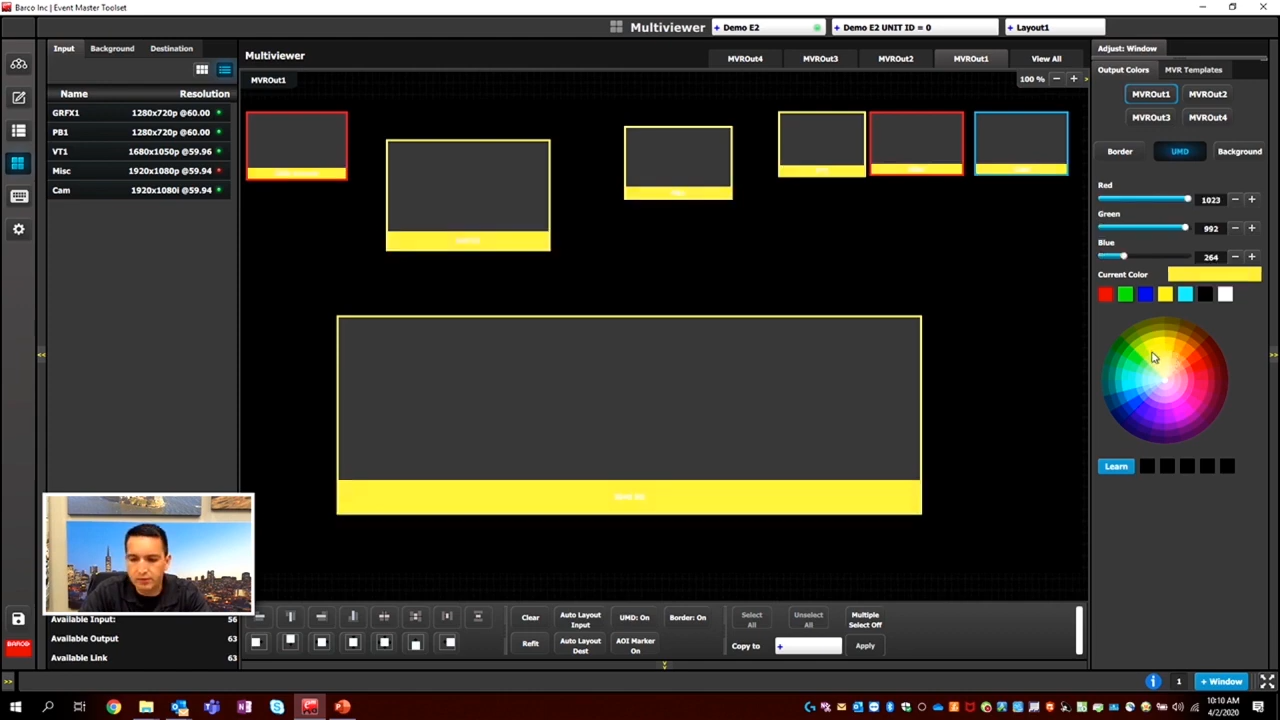 Barco Inc | Event Master Toolset
Multiviewer
+ Demo E2
+ Demo E2 UNIT ID = 0
+ Layout1
Input
Background
Destination
Multiviewer
MVROut4
MVROut3
MVROut2
MVROut1
View All
Adjust: Window
MVROut1
100 %
Output Colors
MVR Templates
Name
Resolution
MVROut1
MVROut2
GRFX1
1280x720p @60.00
MVROut3
MVROut4
PB1
1280x720p @60.00
VT1
1680x1050p @59.96
Border
UMD
Background
Misc
1920x1080p @59.94
Cam
1920x1080i @59.94
Red
1023
Green
992
Blue
264
Current Color
Learn
Available Input:
56
Available Output
63
Available Link
63
Clear
Auto Layout
Input
UMD: On
Border: On
Select
All
Unselect
All
Multiple
Select Off
Refit
Auto Layout
Dest
AOI Marker
On
Copy to
+
Apply
1
+ Window
10:10 AM
4/2/2020
BARCO